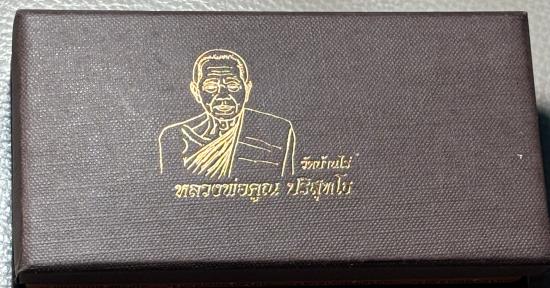 วัดบ้านไร่
หลวงพ่อคูณ ปริสุทโธ